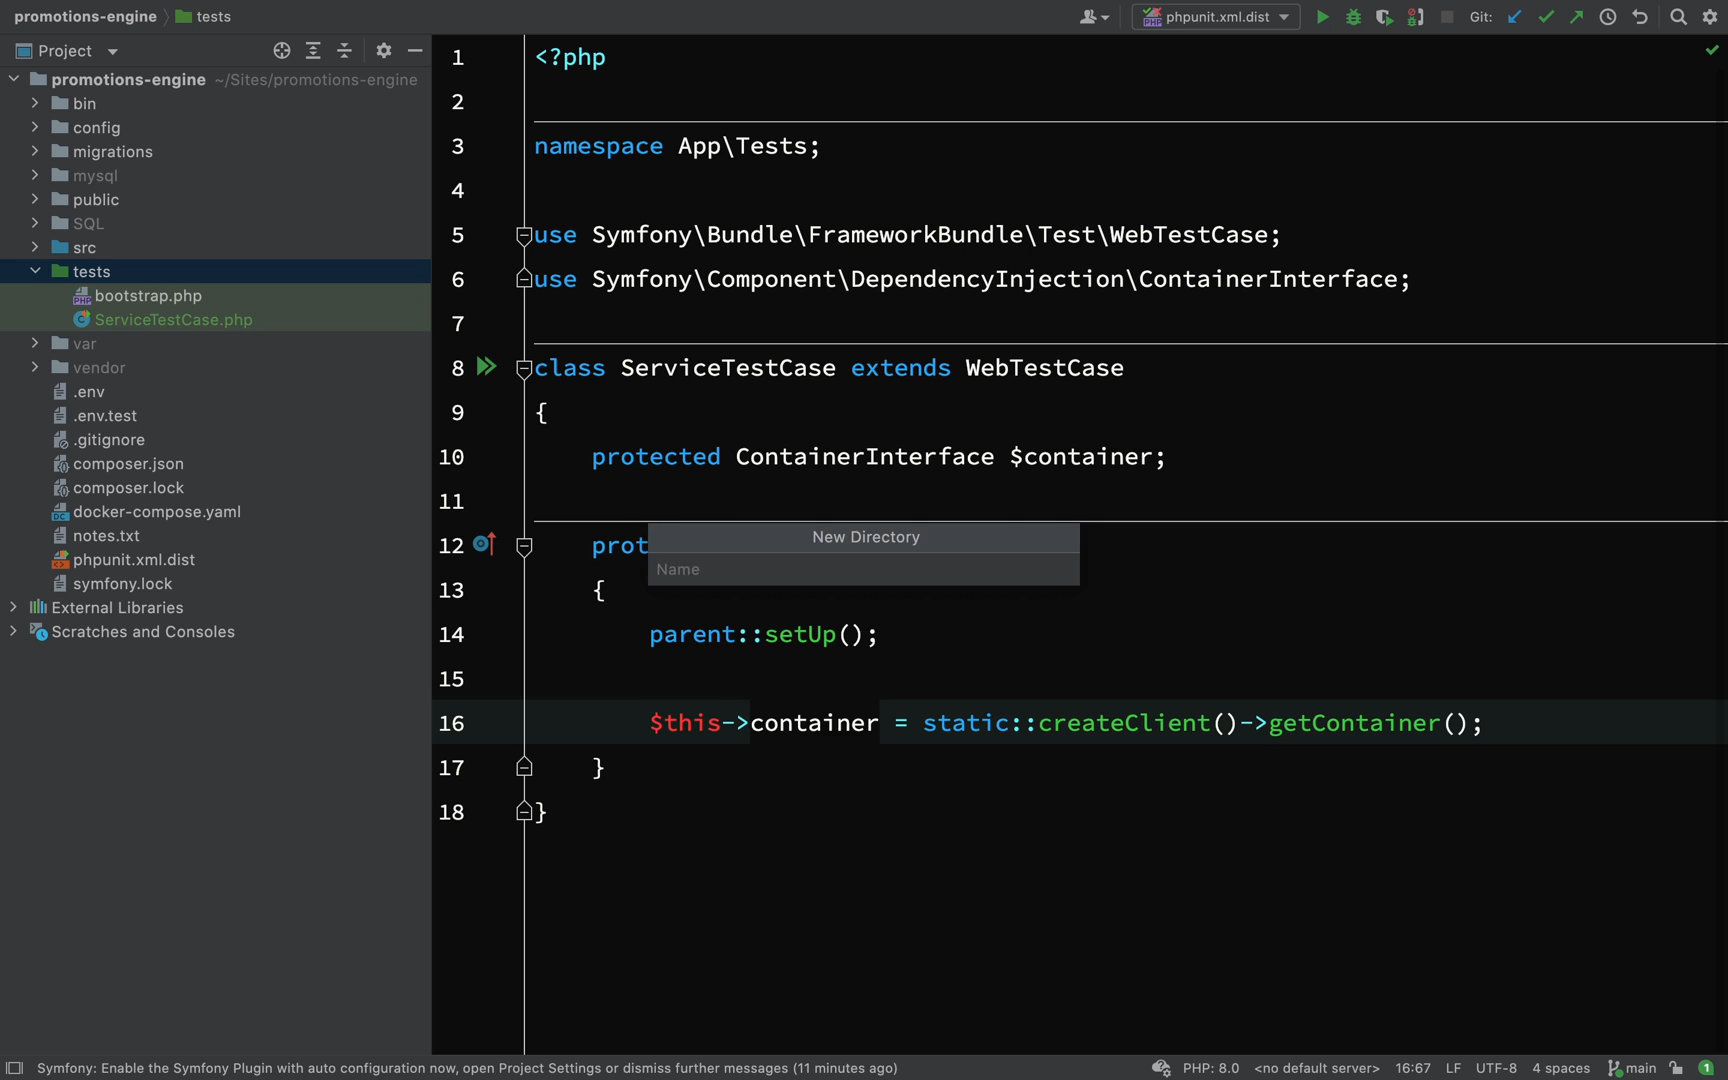 promotions-engine tests
phpunit.xml.dist Git:
Project
promotions-engine ~/Sites/promotions-engine
bin
config
migrations
mysql
public
SQL
src
tests
bootstrap.php
ServiceTestCase.php
var
vendor
.env
.env.test
.gitignore
composer.json
composer.lock
docker-compose.yaml
notes.txt
phpunit.xml.dist
symfony.lock
External Libraries
Scratches and Consoles
1 <?php
2
3 namespace App\Tests;
4
5 use Symfony\Bundle\FrameworkBundle\Test\WebTestCase;
6 use Symfony\Component\DependencyInjection\ContainerInterface;
7
8 class ServiceTestCase extends WebTestCase
9 {
10 protected ContainerInterface $container;
11
12 prot
New Directory
Name
13 {
14 parent::setUp();
15
16 $this->container = static::createClient()->getContainer();
17 }
18 }
Symfony: Enable the Symfony Plugin with auto configuration now, open Project Settings or dismiss further messages (11 minutes ago) PHP: 8.0 <no default server> 16:67 LF UTF-8 4 spaces main 1